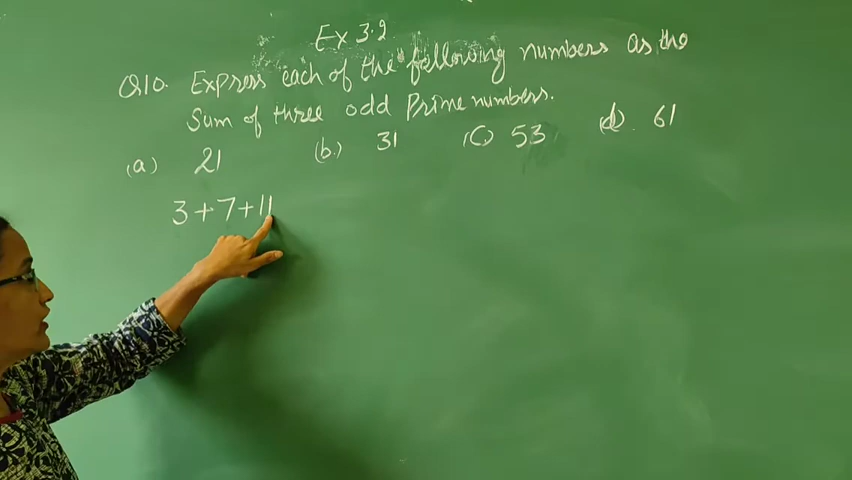 Ex 3.2
Q10. Express each of the following numbers as the
Sum of three odd Prime numbers.
(a) 21 (b.) 31 (c) 53 (d). 61
3+7+11